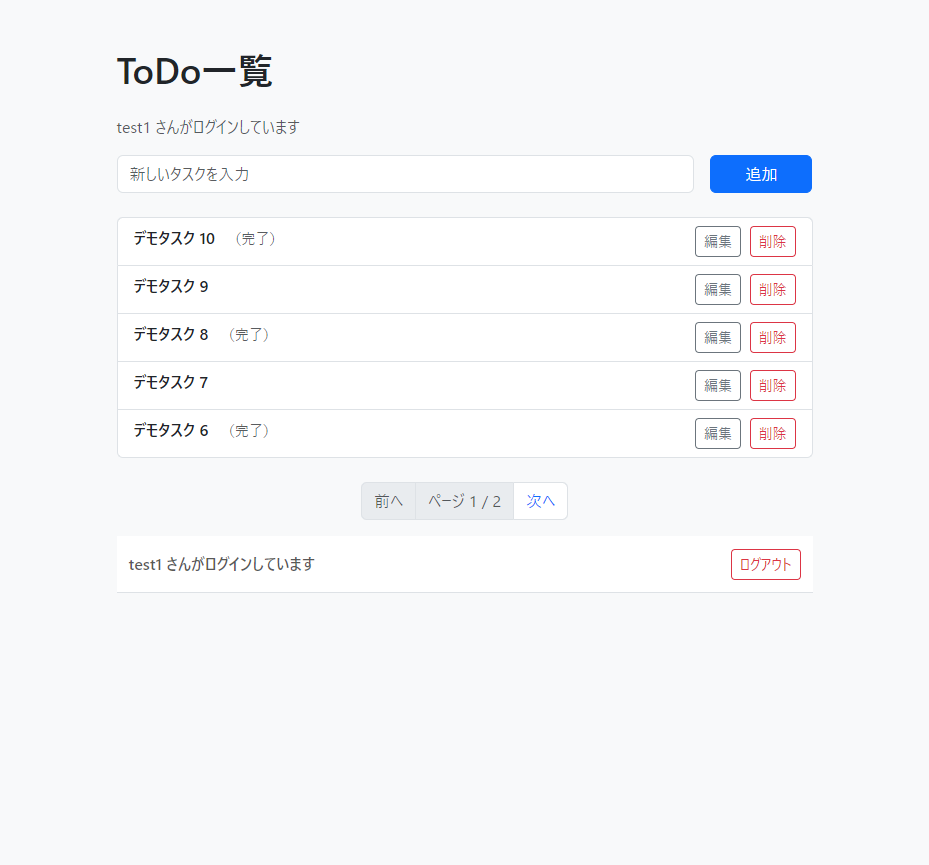 ToDo一覧
test1 さんがログインしています
新しいタスクを入力 追加
デモタスク 10 （完了） 編集 削除
デモタスク 9 編集 削除
デモタスク 8 （完了） 編集 削除
デモタスク 7 編集 削除
デモタスク 6 （完了） 編集 削除
前へ ページ 1 / 2 次へ
test1 さんがログインしています ログアウト